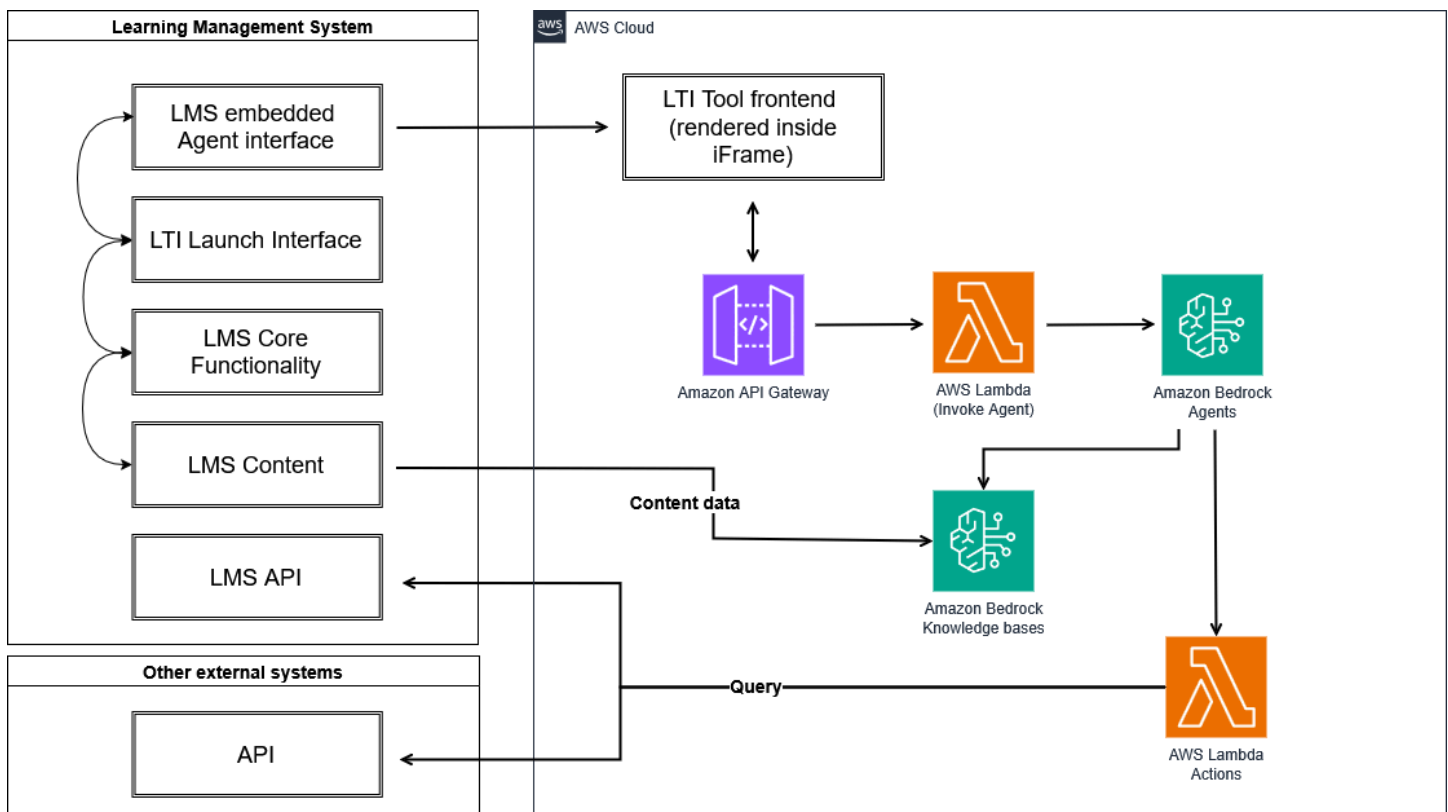 Learning Management System
LMS embedded
Agent interface
LTI Launch Interface
LMS Core
Functionality
LMS Content
LMS API
Other external systems
API
aws
AWS Cloud
LTI Tool frontend
(rendered inside
iFrame)
</>
Amazon API Gateway
AWS Lambda
(Invoke Agent)
Amazon Bedrock
Agents
Content data
Amazon Bedrock
Knowledge bases
Query
AWS Lambda
Actions